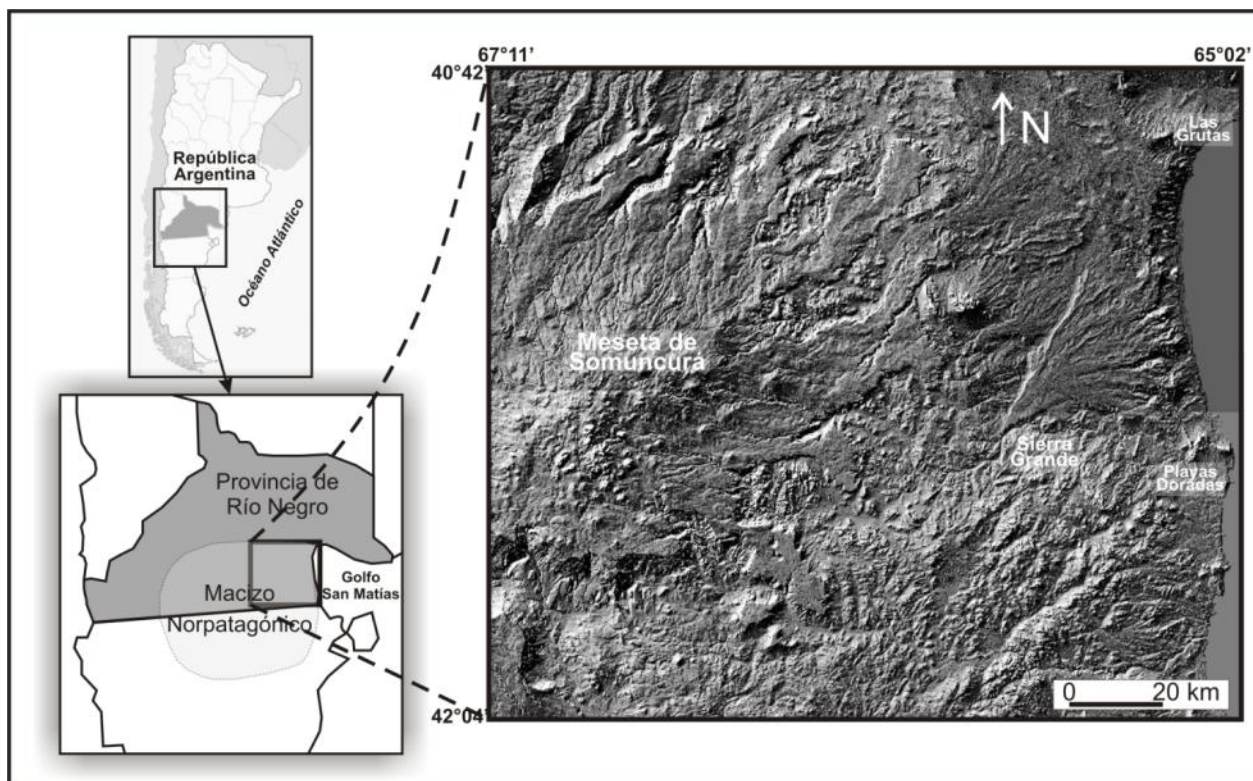 República
Argentina
Océano Atlántico
Provincia de
Río Negro
Macizo
Norpatagónico
Golfo
San Matías
67°11’
65°02’
40°42’
42°04’
N
Las
Grutas
Meseta de
Somuncurá
Sierra
Grande
Playas
Doradas
0 20 km